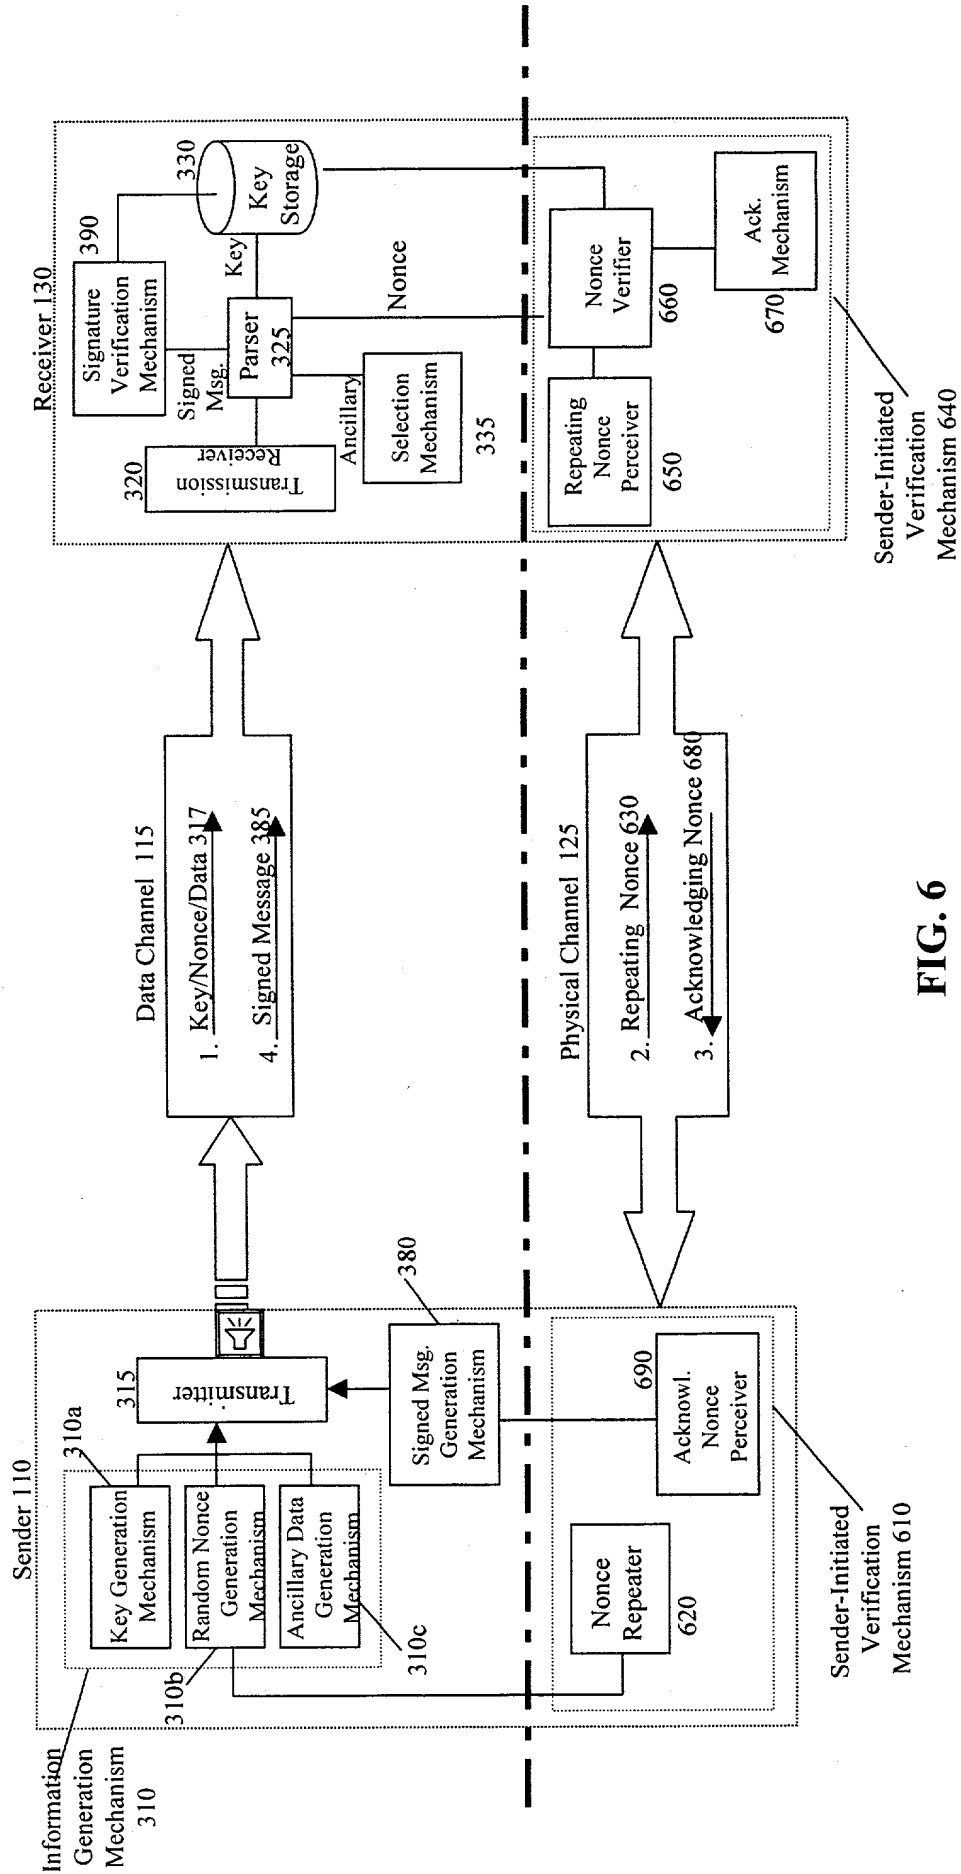 Information
Generation
Mechanism
310
Sender 110
310a
Key Generation
Mechanism
310b
Random Nonce
Generation
Mechanism
Ancillary Data
Generation
Mechanism
310c
315
Transmitter
Signed Msg.
Generation
Mechanism
380
Nonce
Repeater
620
690
Acknowl.
Nonce
Perceiver
Sender-Initiated
Verification
Mechanism 610
Data Channel 115
1. Key/Nonce/Data 317
4. Signed Message 385
Physical Channel 125
2. Repeating Nonce 630
3. Acknowledging Nonce 680
Receiver 130
390
Signature
Verification
Mechanism
320
Transmission
Receiver
Signed
Msg.
Parser
325
Key
330
Key
Storage
Nonce
Ancillary
Selection
Mechanism
335
Repeating
Nonce
Perceiver
650
Nonce
Verifier
660
Ack.
Mechanism
670
Sender-Initiated
Verification
Mechanism 640
FIG. 6